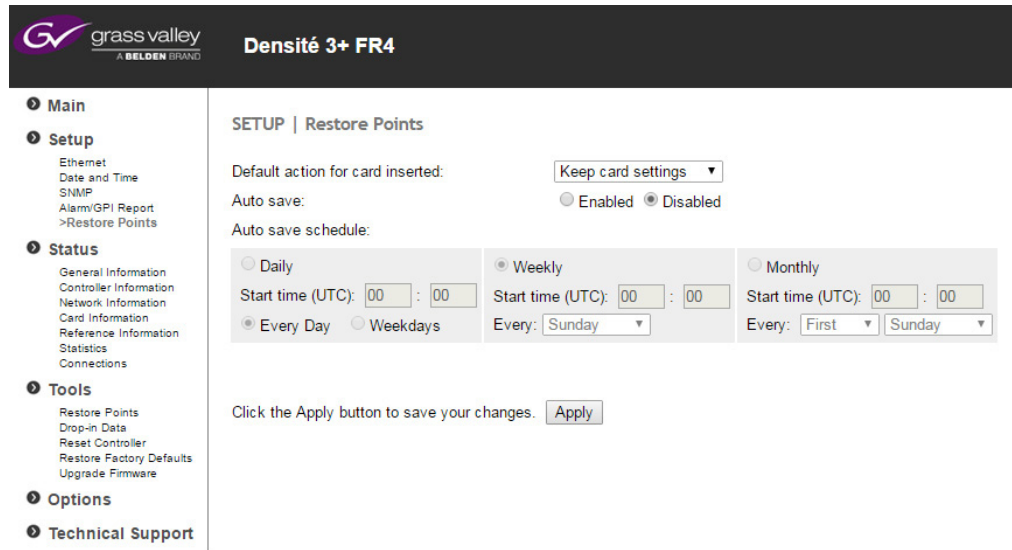 GV grass valley
A BELDEN BRAND
Densité 3+ FR4
Main
Setup
Ethernet
Date and Time
SNMP
Alarm/GPI Report
>Restore Points
Status
General Information
Controller Information
Network Information
Card Information
Reference Information
Statistics
Connections
Tools
Restore Points
Drop-in Data
Reset Controller
Restore Factory Defaults
Upgrade Firmware
Options
Technical Support
SETUP | Restore Points
Default action for card inserted: Keep card settings
Auto save: Enabled Disabled
Auto save schedule:
Daily
Start time (UTC): 00 : 00
Every Day Weekdays
Weekly
Start time (UTC): 00 : 00
Every: Sunday
Monthly
Start time (UTC): 00 : 00
Every: First Sunday
Click the Apply button to save your changes. Apply